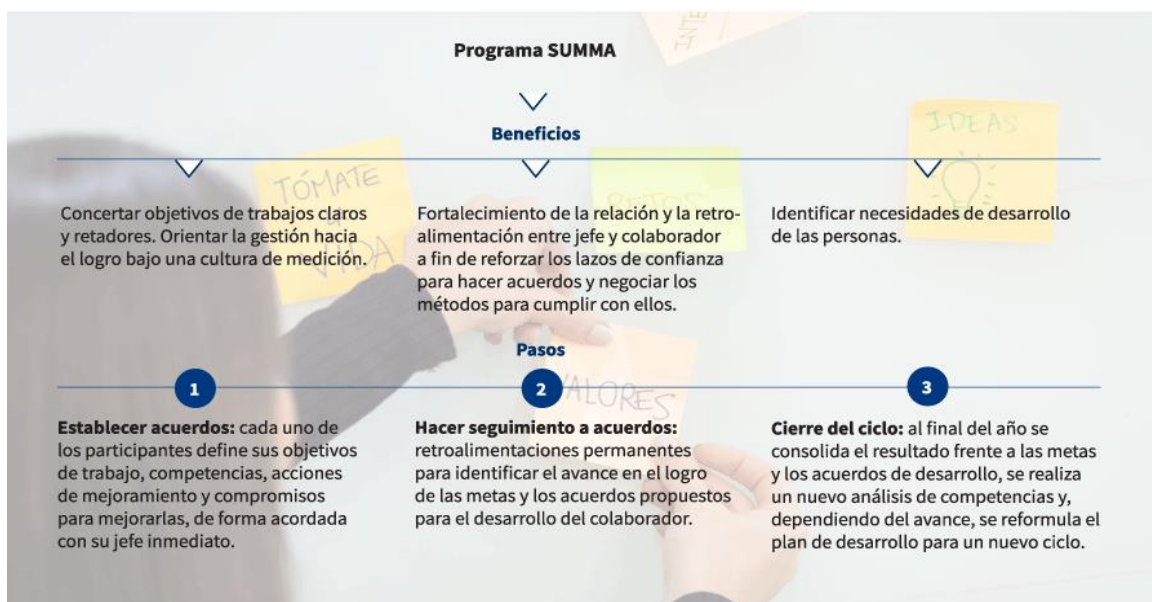 INTE
Programa SUMMA
Beneficios
IDEAS
TÓMATE
VIDA
RETOS
Concertar objetivos de trabajos claros
y retadores. Orientar la gestión hacia
el logro bajo una cultura de medición.
Fortalecimiento de la relación y la retro-
alimentación entre jefe y colaborador
a fin de reforzar los lazos de confianza
para hacer acuerdos y negociar los
métodos para cumplir con ellos.
Identificar necesidades de desarrollo
de las personas.
Pasos
VALORES
1
Establecer acuerdos: cada uno de
los participantes define sus objetivos
de trabajo, competencias, acciones
de mejoramiento y compromisos
para mejorarlas, de forma acordada
con su jefe inmediato.
2
Hacer seguimiento a acuerdos:
retroalimentaciones permanentes
para identificar el avance en el logro
de las metas y los acuerdos propuestos
para el desarrollo del colaborador.
3
Cierre del ciclo: al final del año se
consolida el resultado frente a las metas
y los acuerdos de desarrollo, se realiza
un nuevo análisis de competencias y,
dependiendo del avance, se reformula el
plan de desarrollo para un nuevo ciclo.